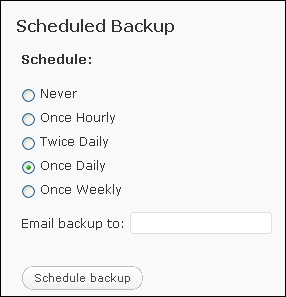 Scheduled Backup
Schedule:
Never
Once Hourly
Twice Daily
Once Daily
Once Weekly
Email backup to:
Schedule backup